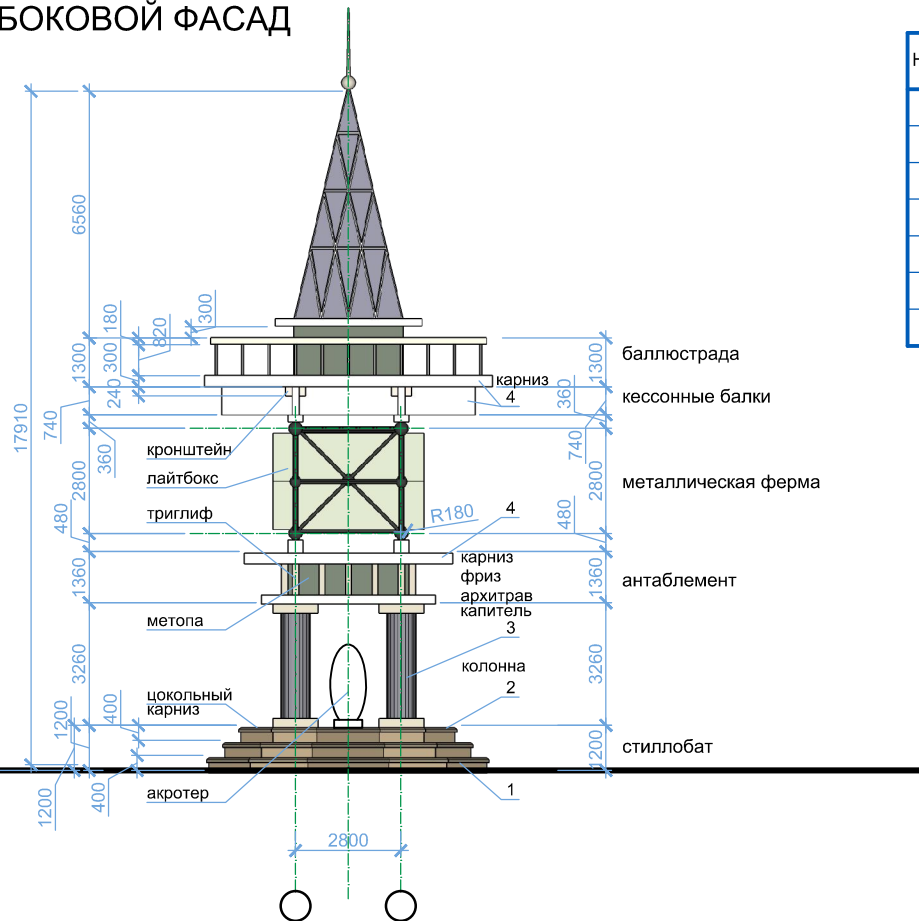 БОКОВОЙ ФАСАД
Н
17910
6560
300
180
820
1300
300
240
1300
баллюстрада
карниз
4
360
кессонные балки
740
360
740
кронштейн
лайтбокс
2800
2800
металлическая ферма
триглиф
480
R180
4
480
карниз
фриз
1360
1360
антаблемент
архитрав
капитель
метопа
3
3260
3260
колонна
цокольный
карниз
2
1200
400
1200
стиллобат
1200
400
акротер
1
2800